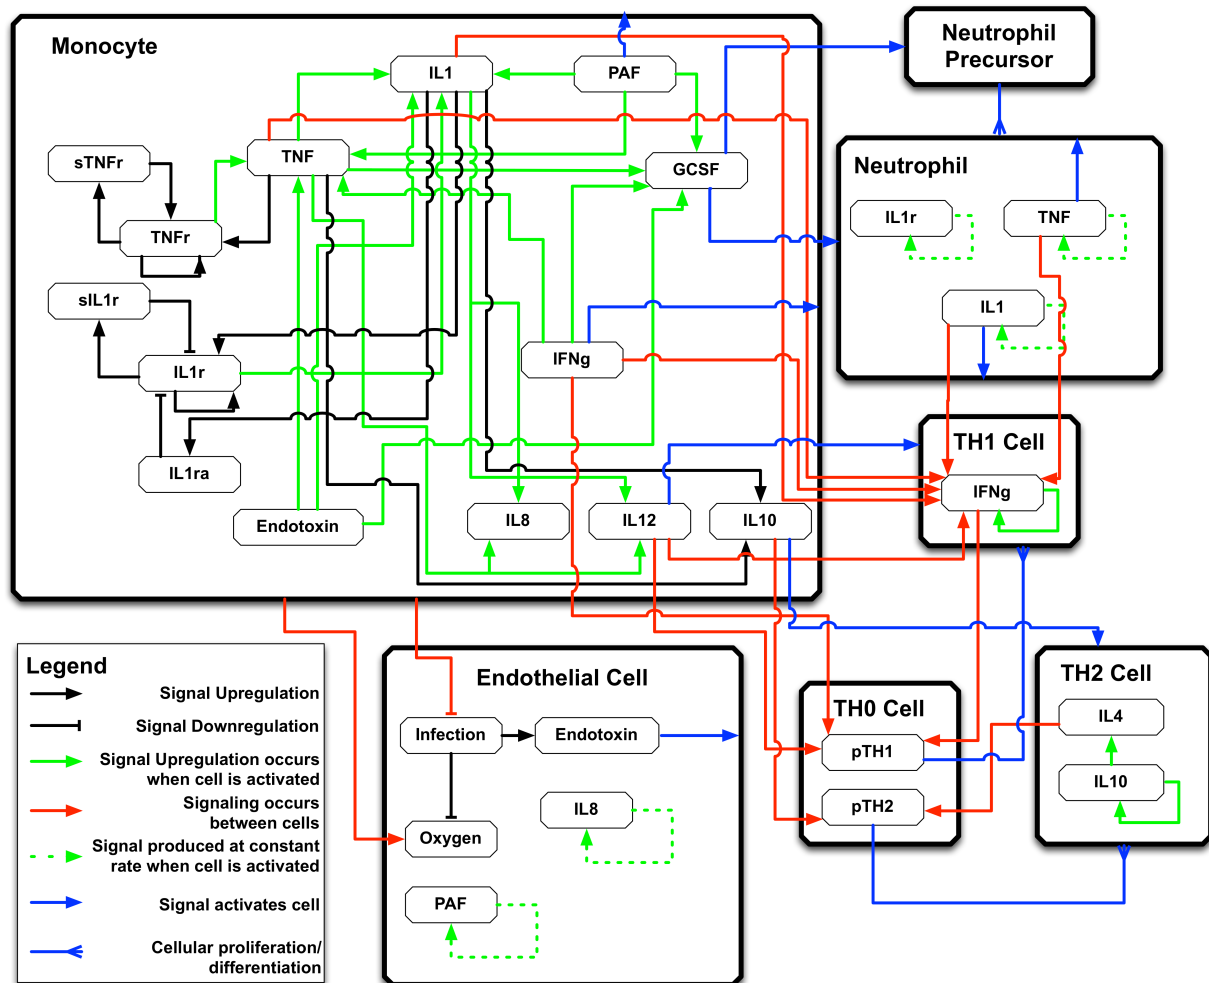 Monocyte
IL1
PAF
TNF
GCSF
sTNFr
TNFr
sIL1r
IL1r
IL1ra
IFNg
Endotoxin
IL8
IL12
IL10
Neutrophil
Precursor
Neutrophil
IL1r
TNF
IL1
TH1 Cell
IFNg
Legend
Signal Upregulation
Signal Downregulation
Signal Upregulation occurs
when cell is activated
Signaling occurs
between cells
Signal produced at constant
rate when cell is activated
Signal activates cell
Cellular proliferation/
differentiation
Endothelial Cell
Infection
Endotoxin
IL8
Oxygen
PAF
TH0 Cell
pTH1
pTH2
TH2 Cell
IL4
IL10